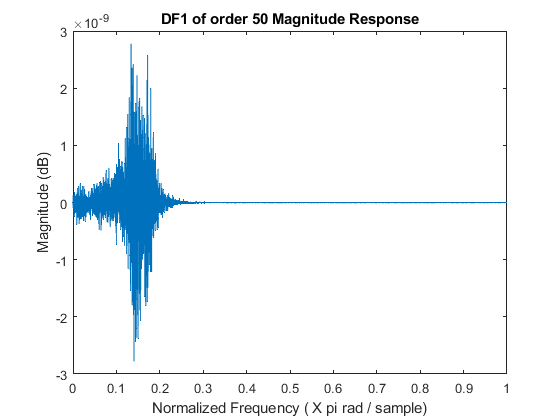 DF1 of order 50 Magnitude Response
×10^-9
3
2
1
0
-1
-2
-3
Magnitude (dB)
0 0.1 0.2 0.3 0.4 0.5 0.6 0.7 0.8 0.9 1
Normalized Frequency ( X pi rad / sample)